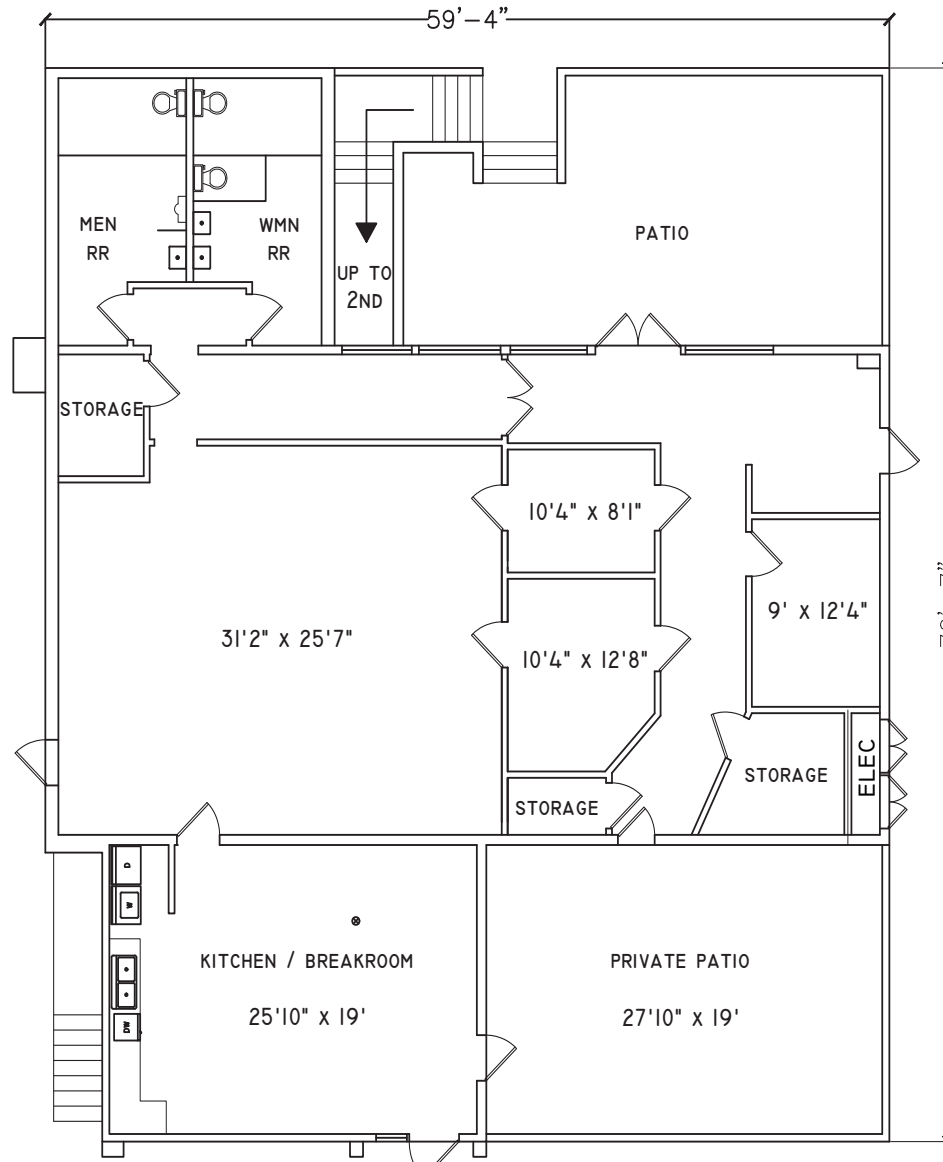 59'-4"
MEN
RR
WMN
RR
UP TO
2ND
PATIO
STORAGE
10'4" X 8'1"
9' X 12'4"
31'2" X 25'7"
10'4" X 12'8"
STORAGE
ELEC
STORAGE
D
W
KITCHEN / BREAKROOM
PRIVATE PATIO
25'10" X 19'
27'10" X 19'
DW